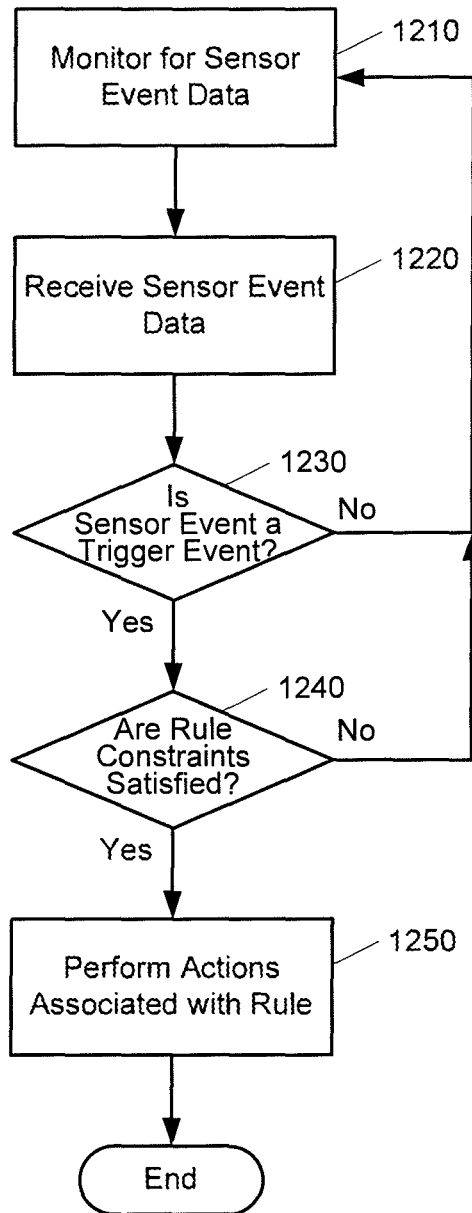 1210
Monitor for Sensor
Event Data
1220
Receive Sensor Event
Data
1230
Is
Sensor Event a
Trigger Event?
No
Yes
1240
Are Rule
Constraints
Satisfied?
No
Yes
1250
Perform Actions
Associated with Rule
End